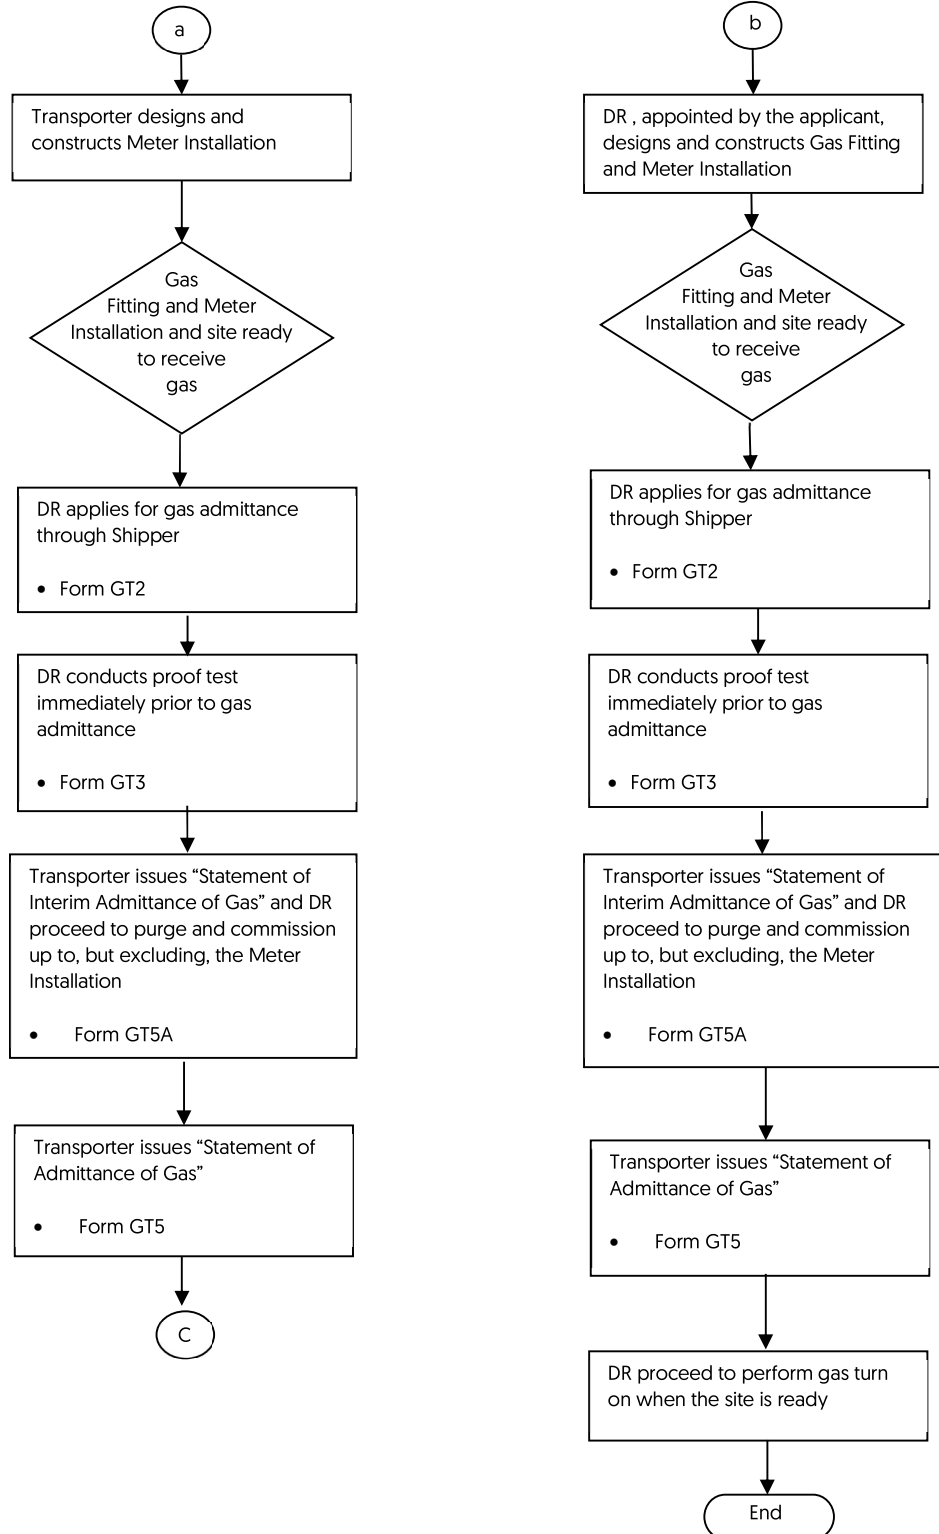 a
Transporter designs and
constructs Meter Installation
Gas
Fitting and Meter
Installation and site ready
to receive
gas
DR applies for gas admittance
through Shipper
• Form GT2
DR conducts proof test
immediately prior to gas
admittance
• Form GT3
Transporter issues “Statement of
Interim Admittance of Gas” and DR
proceed to purge and commission
up to, but excluding, the Meter
Installation
• Form GT5A
Transporter issues “Statement of
Admittance of Gas”
• Form GT5
C
b
DR , appointed by the applicant,
designs and constructs Gas Fitting
and Meter Installation
Gas
Fitting and Meter
Installation and site ready
to receive
gas
DR applies for gas admittance
through Shipper
• Form GT2
DR conducts proof test
immediately prior to gas
admittance
• Form GT3
Transporter issues “Statement of
Interim Admittance of Gas” and DR
proceed to purge and commission
up to, but excluding, the Meter
Installation
• Form GT5A
Transporter issues “Statement of
Admittance of Gas”
• Form GT5
DR proceed to perform gas turn
on when the site is ready
End